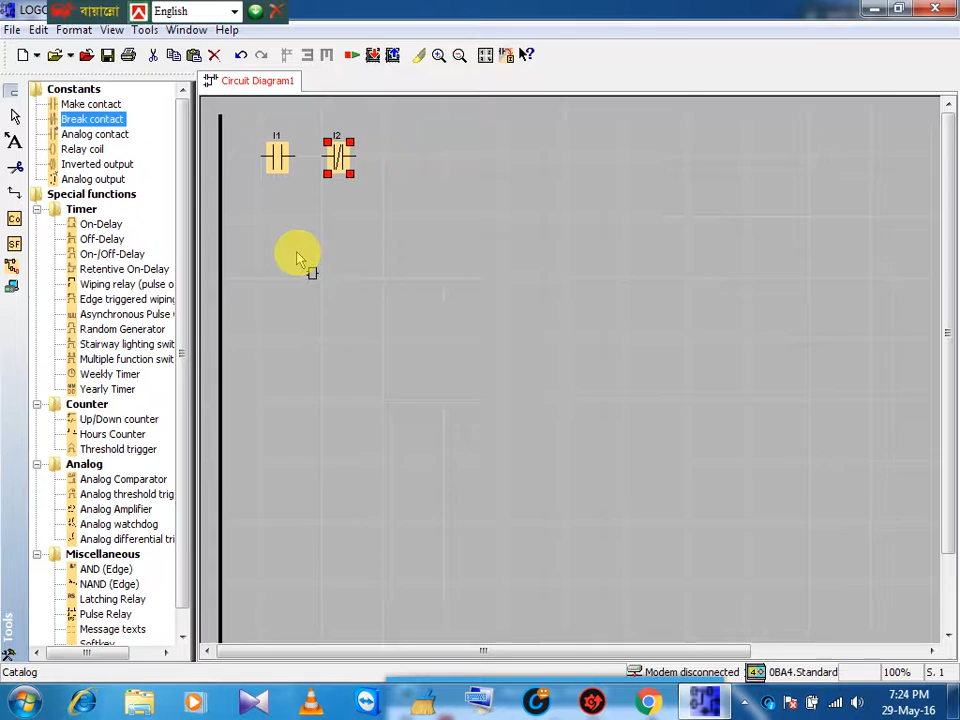 LOGO
বায়ান্নো
English
File Edit Format View Tools Window Help
Circuit Diagram1
Constants
Make contact
Break contact
Analog contact
Relay coil
Inverted output
Analog output
Special functions
Timer
On-Delay
Off-Delay
On-/Off-Delay
Retentive On-Delay
Wiping relay (pulse o
Edge triggered wiping
Asynchronous Pulse
Random Generator
Stairway lighting swit
Multiple function swit
Weekly Timer
Yearly Timer
Counter
Up/Down counter
Hours Counter
Threshold trigger
Analog
Analog Comparator
Analog threshold trig
Analog Amplifier
Analog watchdog
Analog differential tri
Miscellaneous
AND (Edge)
NAND (Edge)
Latching Relay
Pulse Relay
Message texts
Softkey
Co
SF
Tools
I1
I2
Catalog
Modem disconnected
0BA4.Standard
100%
S. 1
7:24 PM
29-May-16